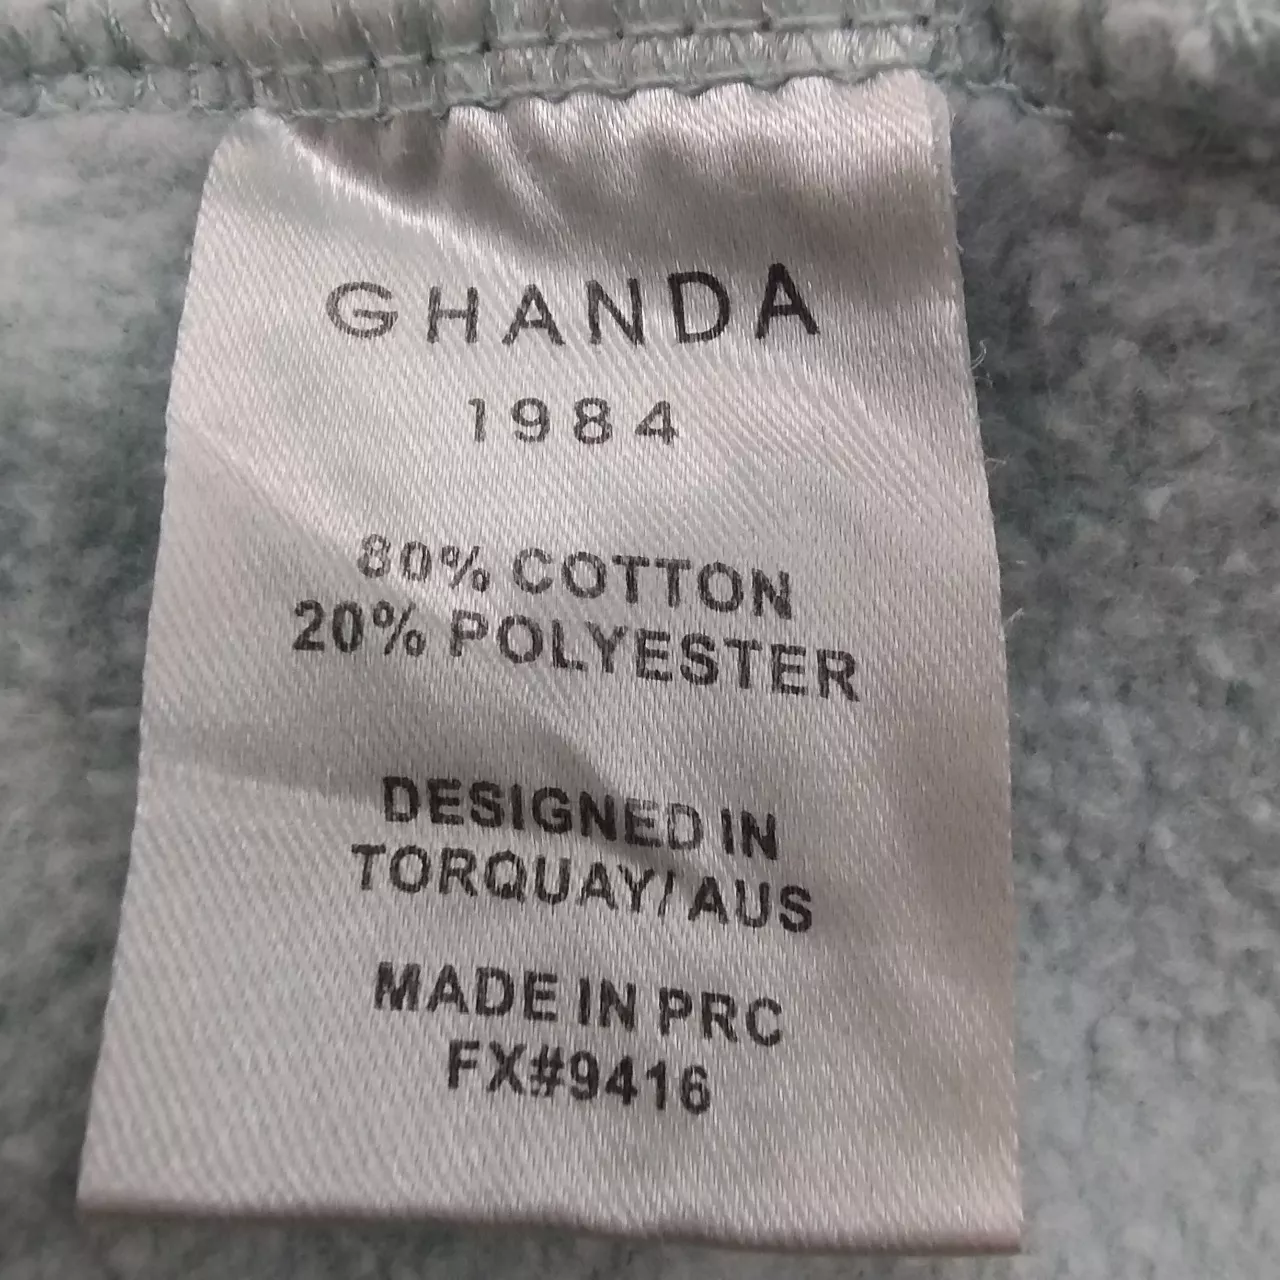 GHANDA
1984
80% COTTON
20% POLYESTER
DESIGNED IN
TORQUAY/AUS
MADE IN PRC
FX#9416